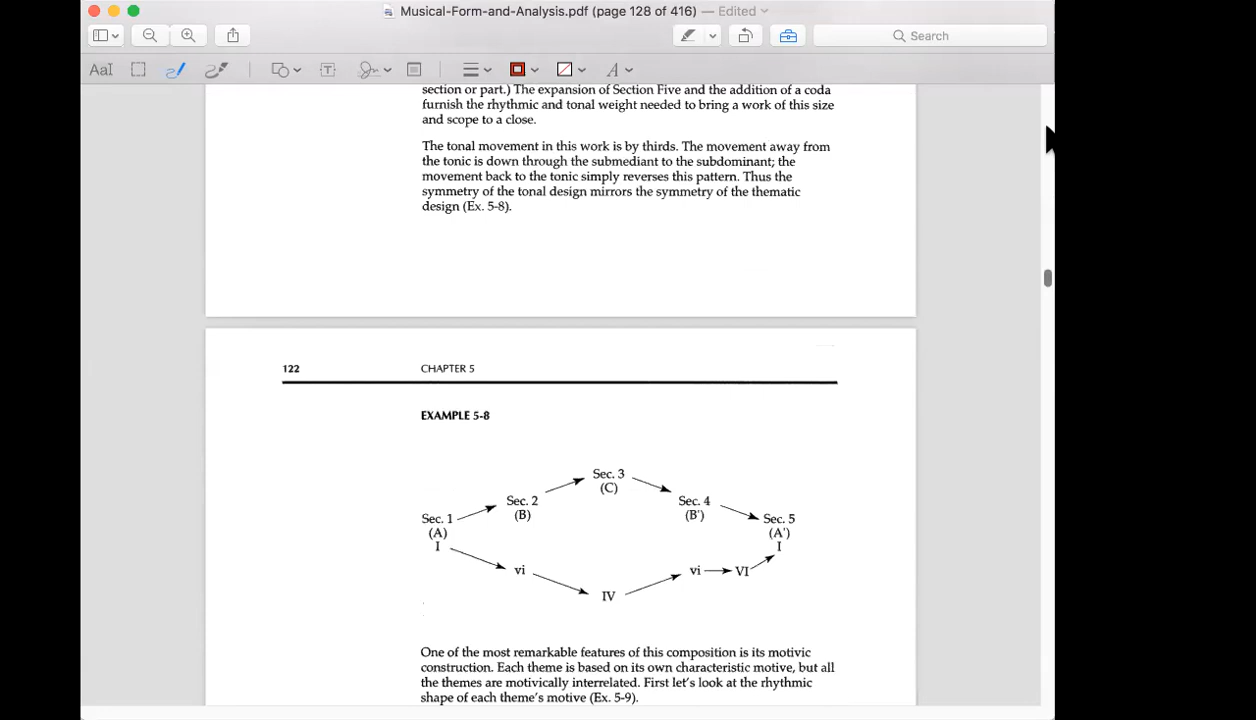 Musical-Form-and-Analysis.pdf (page 128 of 416) — Edited
Search
AaI
T
A
section or part.) The expansion of Section Five and the addition of a coda
furnish the rhythmic and tonal weight needed to bring a work of this size
and scope to a close.
The tonal movement in this work is by thirds. The movement away from
the tonic is down through the submediant to the subdominant; the
movement back to the tonic simply reverses this pattern. Thus the
symmetry of the tonal design mirrors the symmetry of the thematic
design (Ex. 5-8).
122 CHAPTER 5
EXAMPLE 5-8
Sec. 3
(C)
Sec. 2
(B)
Sec. 4
(B')
Sec. 1
(A)
I
Sec. 5
(A')
I
vi
vi
VI
IV
One of the most remarkable features of this composition is its motivic
construction. Each theme is based on its own characteristic motive, but all
the themes are motivically interrelated. First let's look at the rhythmic
shape of each theme's motive (Ex. 5-9).